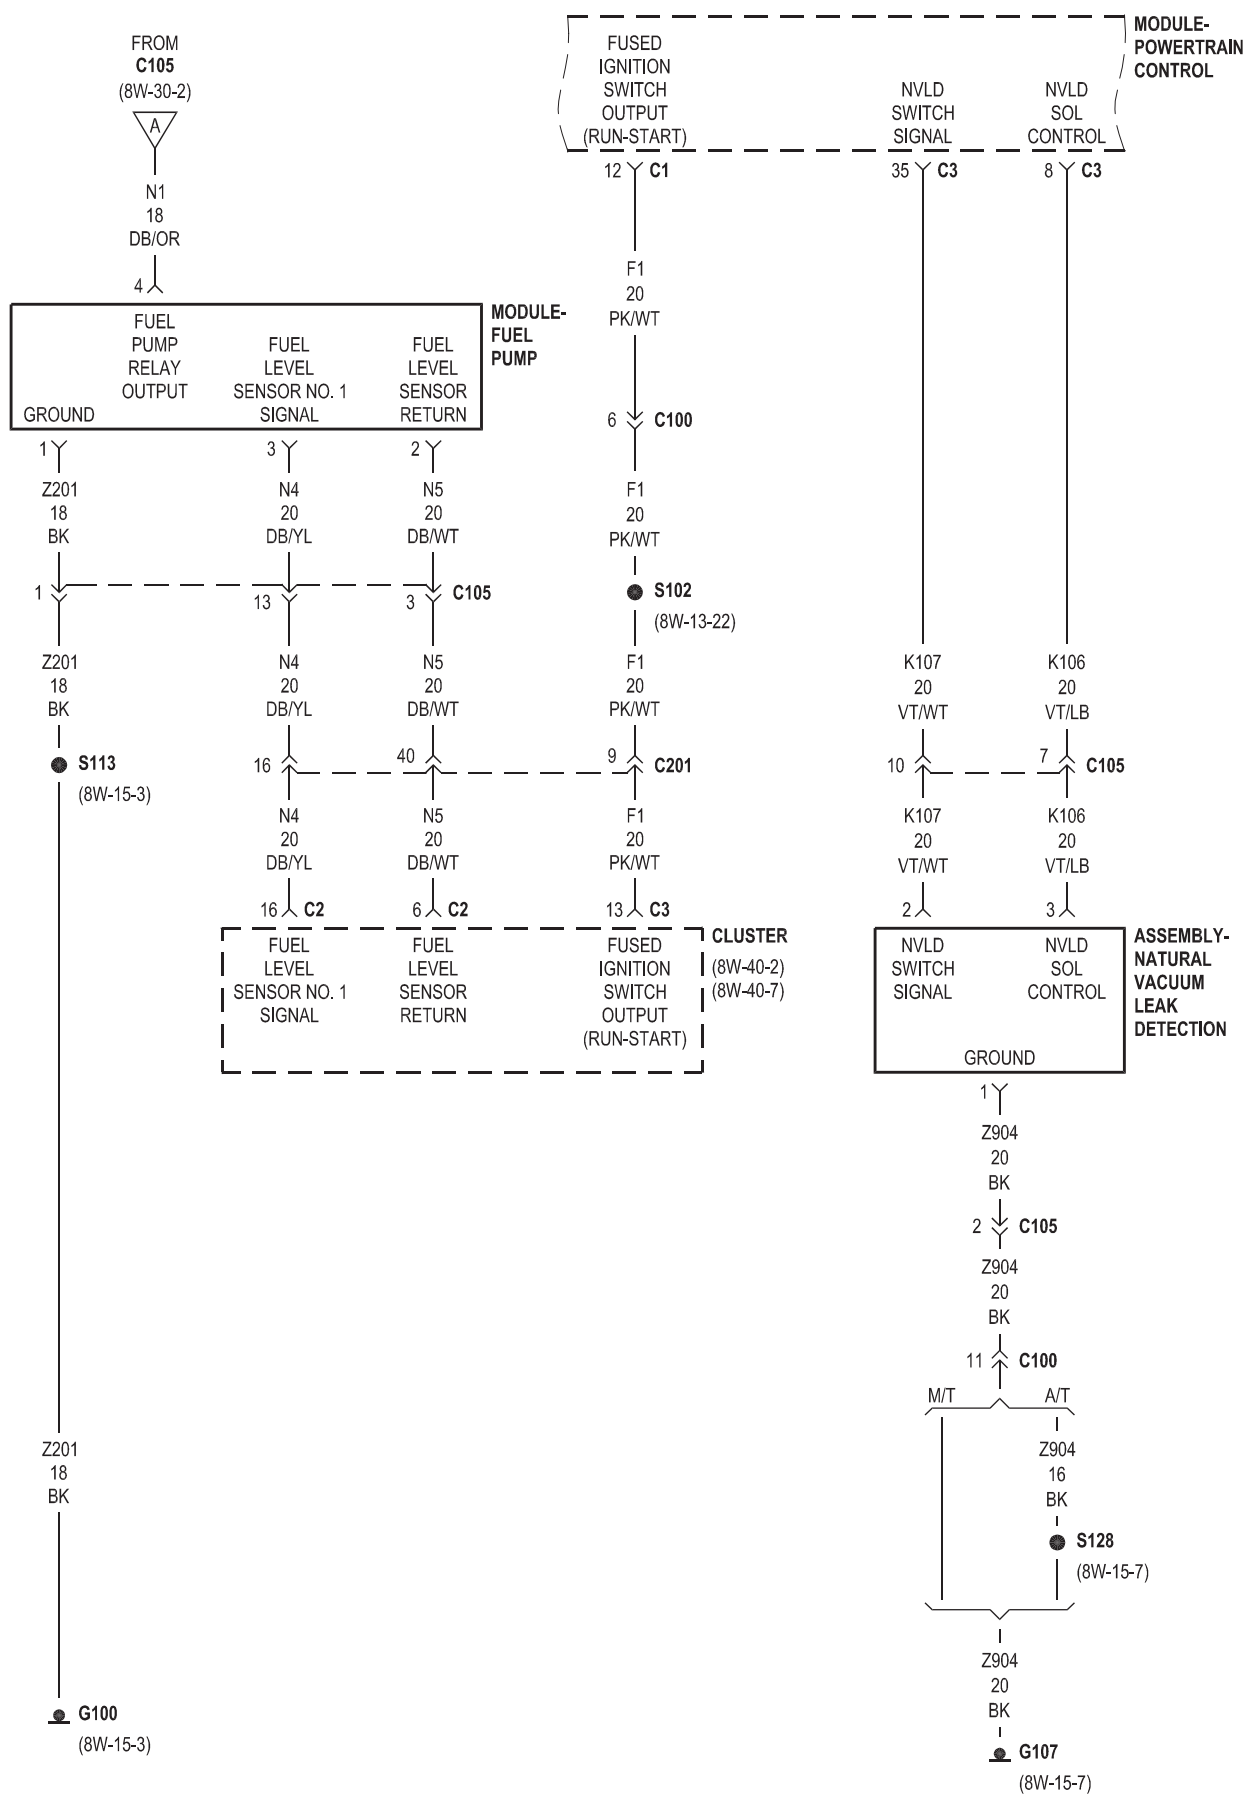 FROM
C105
(8W-30-2)
A
N1
18
DB/OR
4
MODULE-
FUEL
PUMP
FUEL
PUMP
RELAY
OUTPUT
GROUND
FUEL
LEVEL
SENSOR NO. 1
SIGNAL
FUEL
LEVEL
SENSOR
RETURN
1
3
2
Z201
18
BK
N4
20
DB/YL
N5
20
DB/WT
1
13
3
C105
Z201
18
BK
N4
20
DB/YL
N5
20
DB/WT
S113
(8W-15-3)
16
40
9
C201
N4
20
DB/YL
N5
20
DB/WT
F1
20
PK/WT
16 C2
6 C2
13 C3
CLUSTER
(8W-40-2)
(8W-40-7)
FUEL
LEVEL
SENSOR NO. 1
SIGNAL
FUEL
LEVEL
SENSOR
RETURN
FUSED
IGNITION
SWITCH
OUTPUT
(RUN-START)
Z201
18
BK
G100
(8W-15-3)
MODULE-
POWERTRAIN
CONTROL
FUSED
IGNITION
SWITCH
OUTPUT
(RUN-START)
NVLD
SWITCH
SIGNAL
NVLD
SOL
CONTROL
12 C1
35 C3
8 C3
F1
20
PK/WT
6 C100
F1
20
PK/WT
S102
(8W-13-22)
F1
20
PK/WT
K107
20
VT/WT
K106
20
VT/LB
10
7
C105
K107
20
VT/WT
K106
20
VT/LB
2
3
ASSEMBLY-
NATURAL
VACUUM
LEAK
DETECTION
NVLD
SWITCH
SIGNAL
NVLD
SOL
CONTROL
GROUND
1
Z904
20
BK
2 C105
Z904
20
BK
11 C100
M/T
A/T
Z904
16
BK
S128
(8W-15-7)
Z904
20
BK
G107
(8W-15-7)